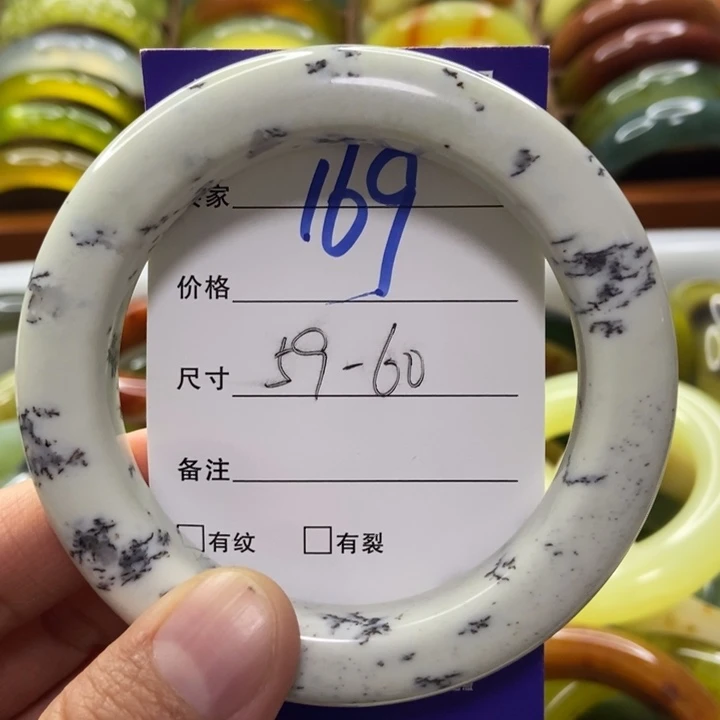 家
169
价格
尺寸 59-60
备注
□有纹 □有裂